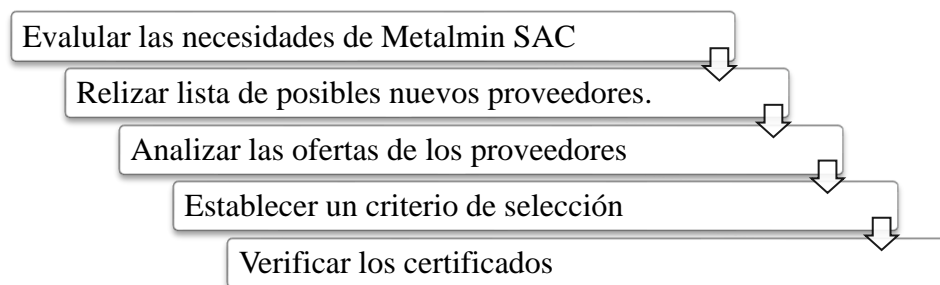 Evalular las necesidades de Metalmin SAC
Relizar lista de posibles nuevos proveedores.
Analizar las ofertas de los proveedores
Establecer un criterio de selección
Verificar los certificados